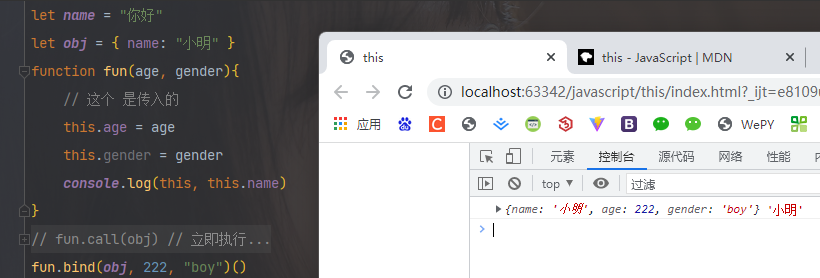 let name = "你好"
let obj = { name: "小明" }
function fun(age, gender){
// 这个 是传入的
this.age = age
this.gender = gender
console.log(this, this.name)
}
// fun.call(obj) // 立即执行...
fun.bind(obj, 222, "boy")()
this
this - JavaScript | MDN
localhost:63342/javascript/this/index.html?_ijt=e8109
应用
WePY
元素 控制台 源代码 网络 性能
top 过滤
{name: '小明', age: 222, gender: 'boy'} '小明'